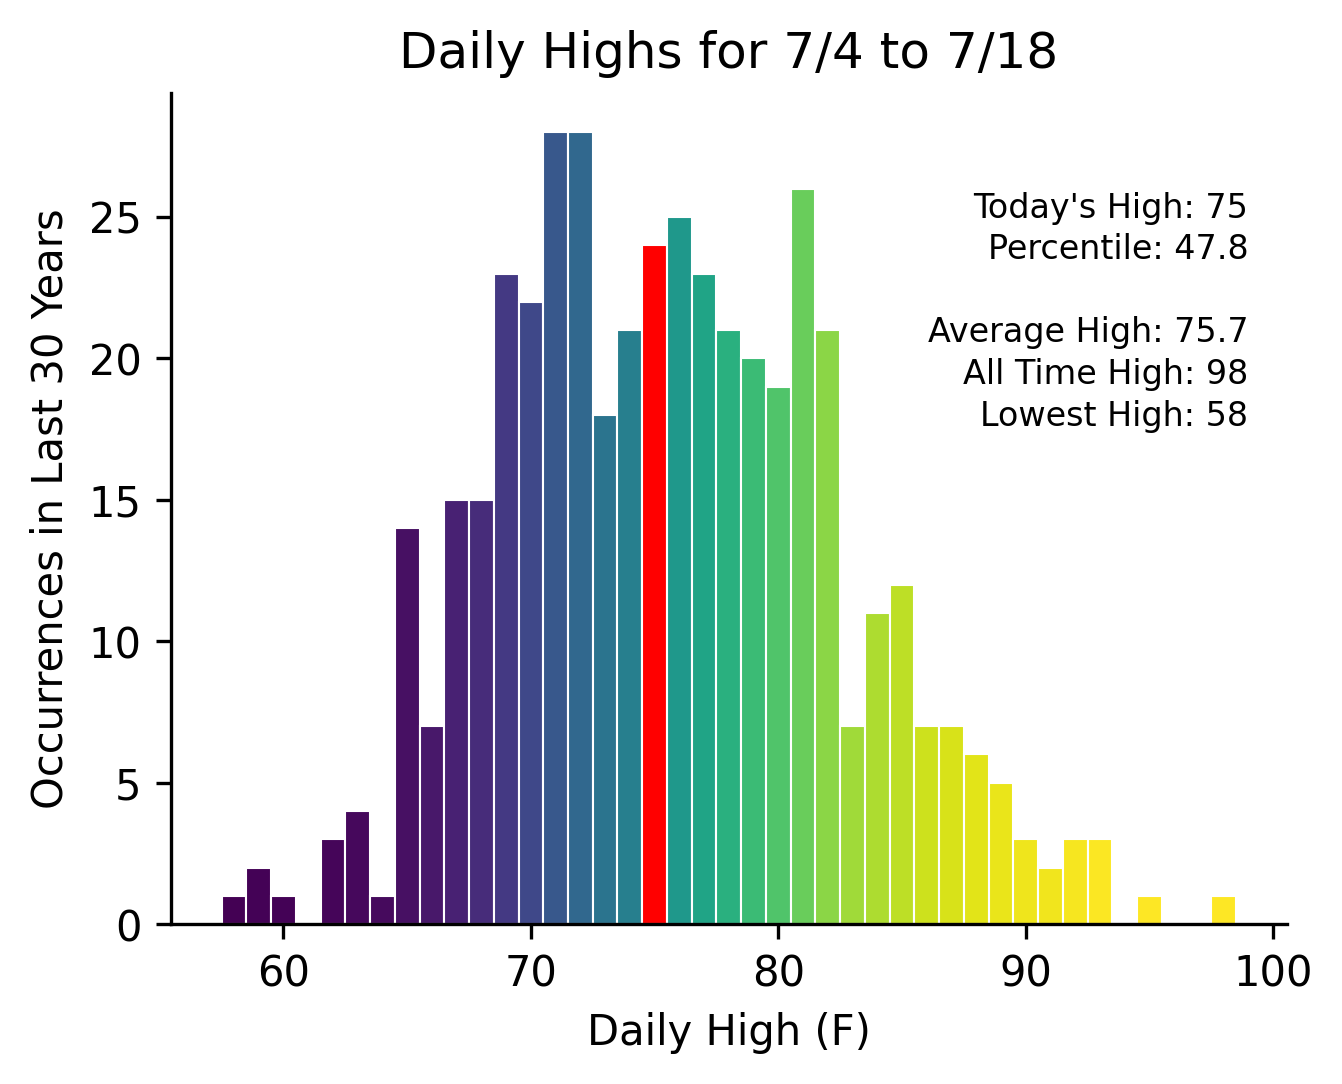 Daily Highs for 7/4 to 7/18
Today's High: 75
Percentile: 47.8
Average High: 75.7
All Time High: 98
Lowest High: 58
Occurrences in Last 30 Years
25
20
15
10
5
0
60 70 80 90 100
Daily High (F)